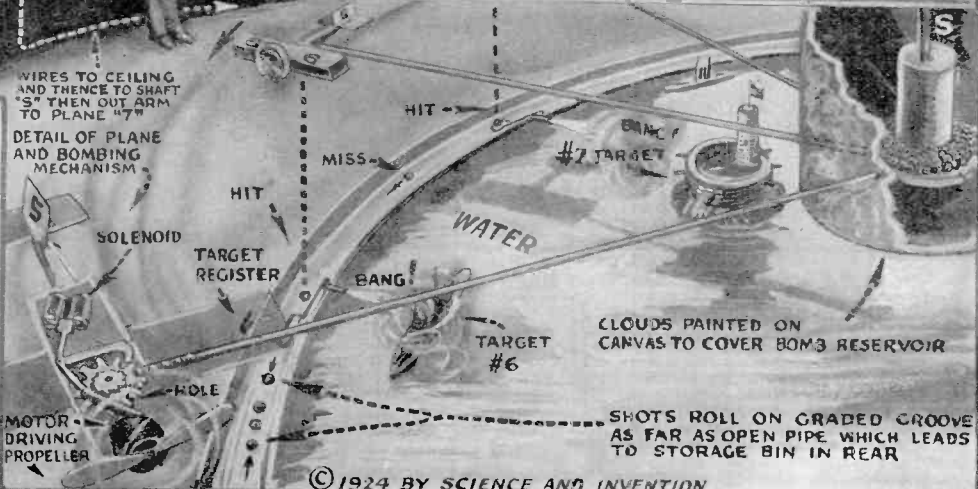 S
WIRES TO CEILING
AND THENCE TO SHAFT
"S" THEN OUT ARM
TO PLANE "7"
6
HIT
BANG!
#7 TARGET
DETAIL OF PLANE
AND BOMBING
MECHANISM
MISS
HIT
WATER
5
SOLENOID
TARGET
REGISTER
BANG!
TARGET
#6
CLOUDS PAINTED ON
CANVAS TO COVER BOMB RESERVOIR
HOLE
MOTOR
DRIVING
PROPELLER
SHOTS ROLL ON GRADED GROOVE
AS FAR AS OPEN PIPE WHICH LEADS
TO STORAGE BIN IN REAR
© 1924 BY SCIENCE AND INVENTION